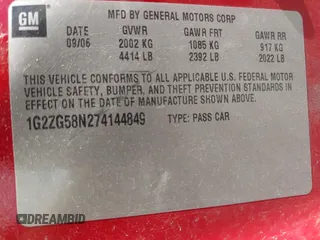 GM
MFD BY GENERAL MOTORS CORP
DATE GVWR GAWR FRT GAWR RR
09/06 2002 KG 1085 KG 917 KG
4414 LB 2392 LB 2022 LB
THIS VEHICLE CONFORMS TO ALL APPLICABLE U.S. FEDERAL MOTOR
VEHICLE SAFETY, BUMPER, AND THEFT PREVENTION STANDARDS IN
EFFECT ON THE DATE OF MANUFACTURE SHOWN ABOVE.
1G2ZG58N274144849 TYPE: PASS CAR
DREAMBID